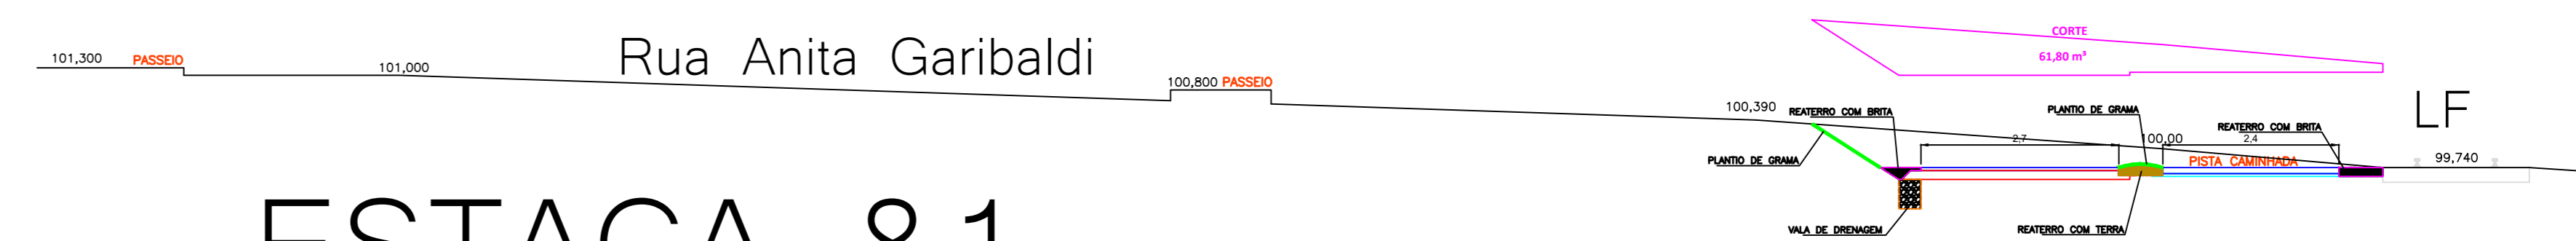 101,300 PASSEIO
101,000
Rua Anita Garibaldi
100,800 PASSEIO
100,390
CORTE
61,80 m³
REATERRO COM BRITA
PLANTIO DE GRAMA
REATERRO COM BRITA
LF
2,7
100,00
2,4
PLANTIO DE GRAMA
PISTA CAMINHADA
99,740
ESTACA 81
VALA DE DRENAGEM
REATERRO COM TERRA